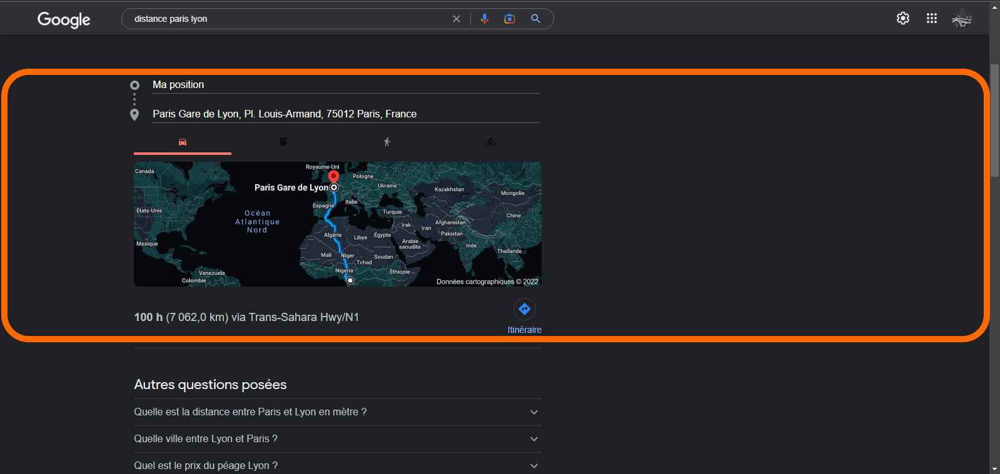 Google
distance paris lyon
Ma position
Paris Gare de Lyon, Pl. Louis-Armand, 75012 Paris, France
Canada
Royaume-Uni
Pologne
Paris Gare de Lyon
Ukraine
Kazakhstan
Mongolie
États-Unis
Espagne
Italie
Turquie
Chine
Océan
Atlantique
Nord
Irak
Iran
Afghanistan
Pakistan
Algérie
Libye
Égypte
Arabie
saoudite
Inde
Mexique
Thaïlande
Mali
Niger
Tchad
Soudan
Nigeria
Éthiopie
Venezuela
Colombie
Données cartographiques © 2022
100 h (7 062,0 km) via Trans-Sahara Hwy/N1
Itinéraire
Autres questions posées
Quelle est la distance entre Paris et Lyon en mètre ?
Quelle ville entre Lyon et Paris ?
Quel est le prix du péage Lyon ?